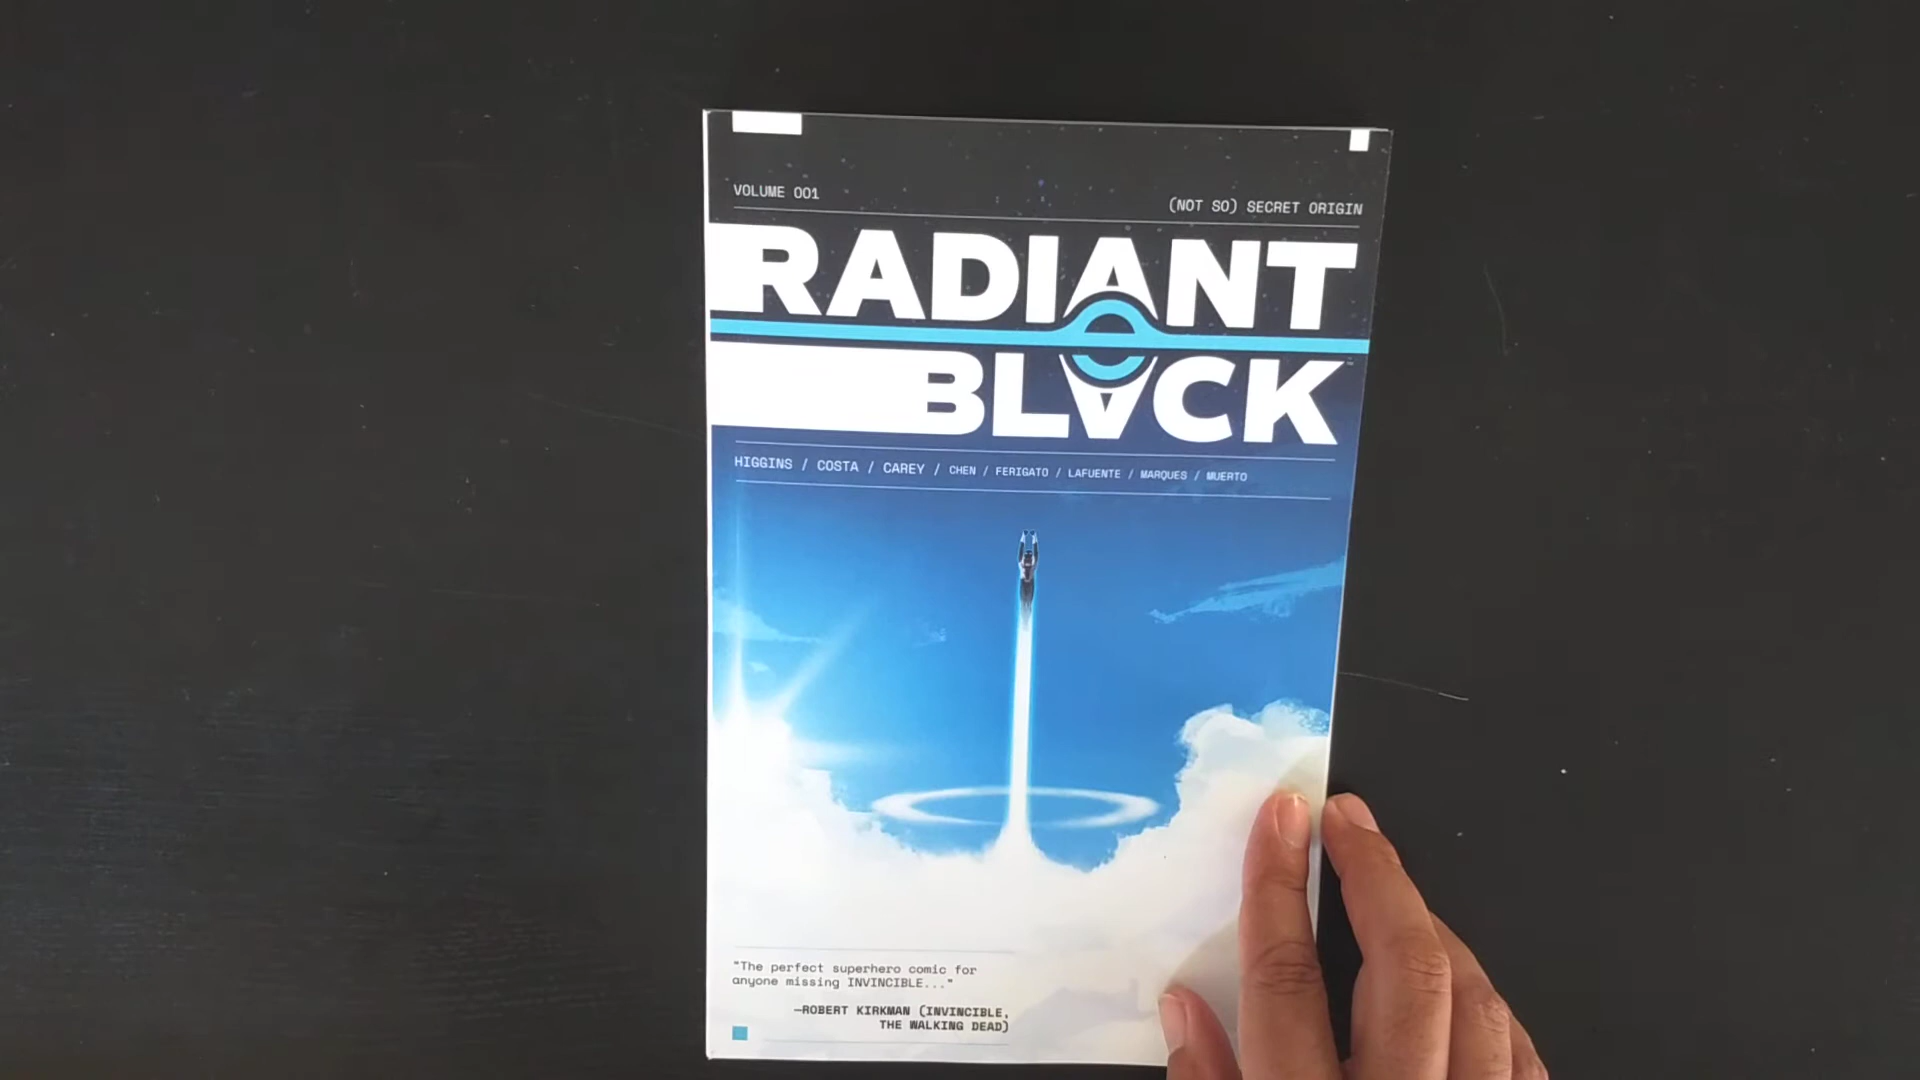 VOLUME 001
(NOT SO) SECRET ORIGIN
RADIANT
BLACK
HIGGINS / COSTA / CAREY / CHEN / FERIGATO / LAFUENTE / MARQUES / MUERTO
"The perfect superhero comic for
anyone missing INVINCIBLE..."
—ROBERT KIRKMAN (INVINCIBLE,
THE WALKING DEAD)